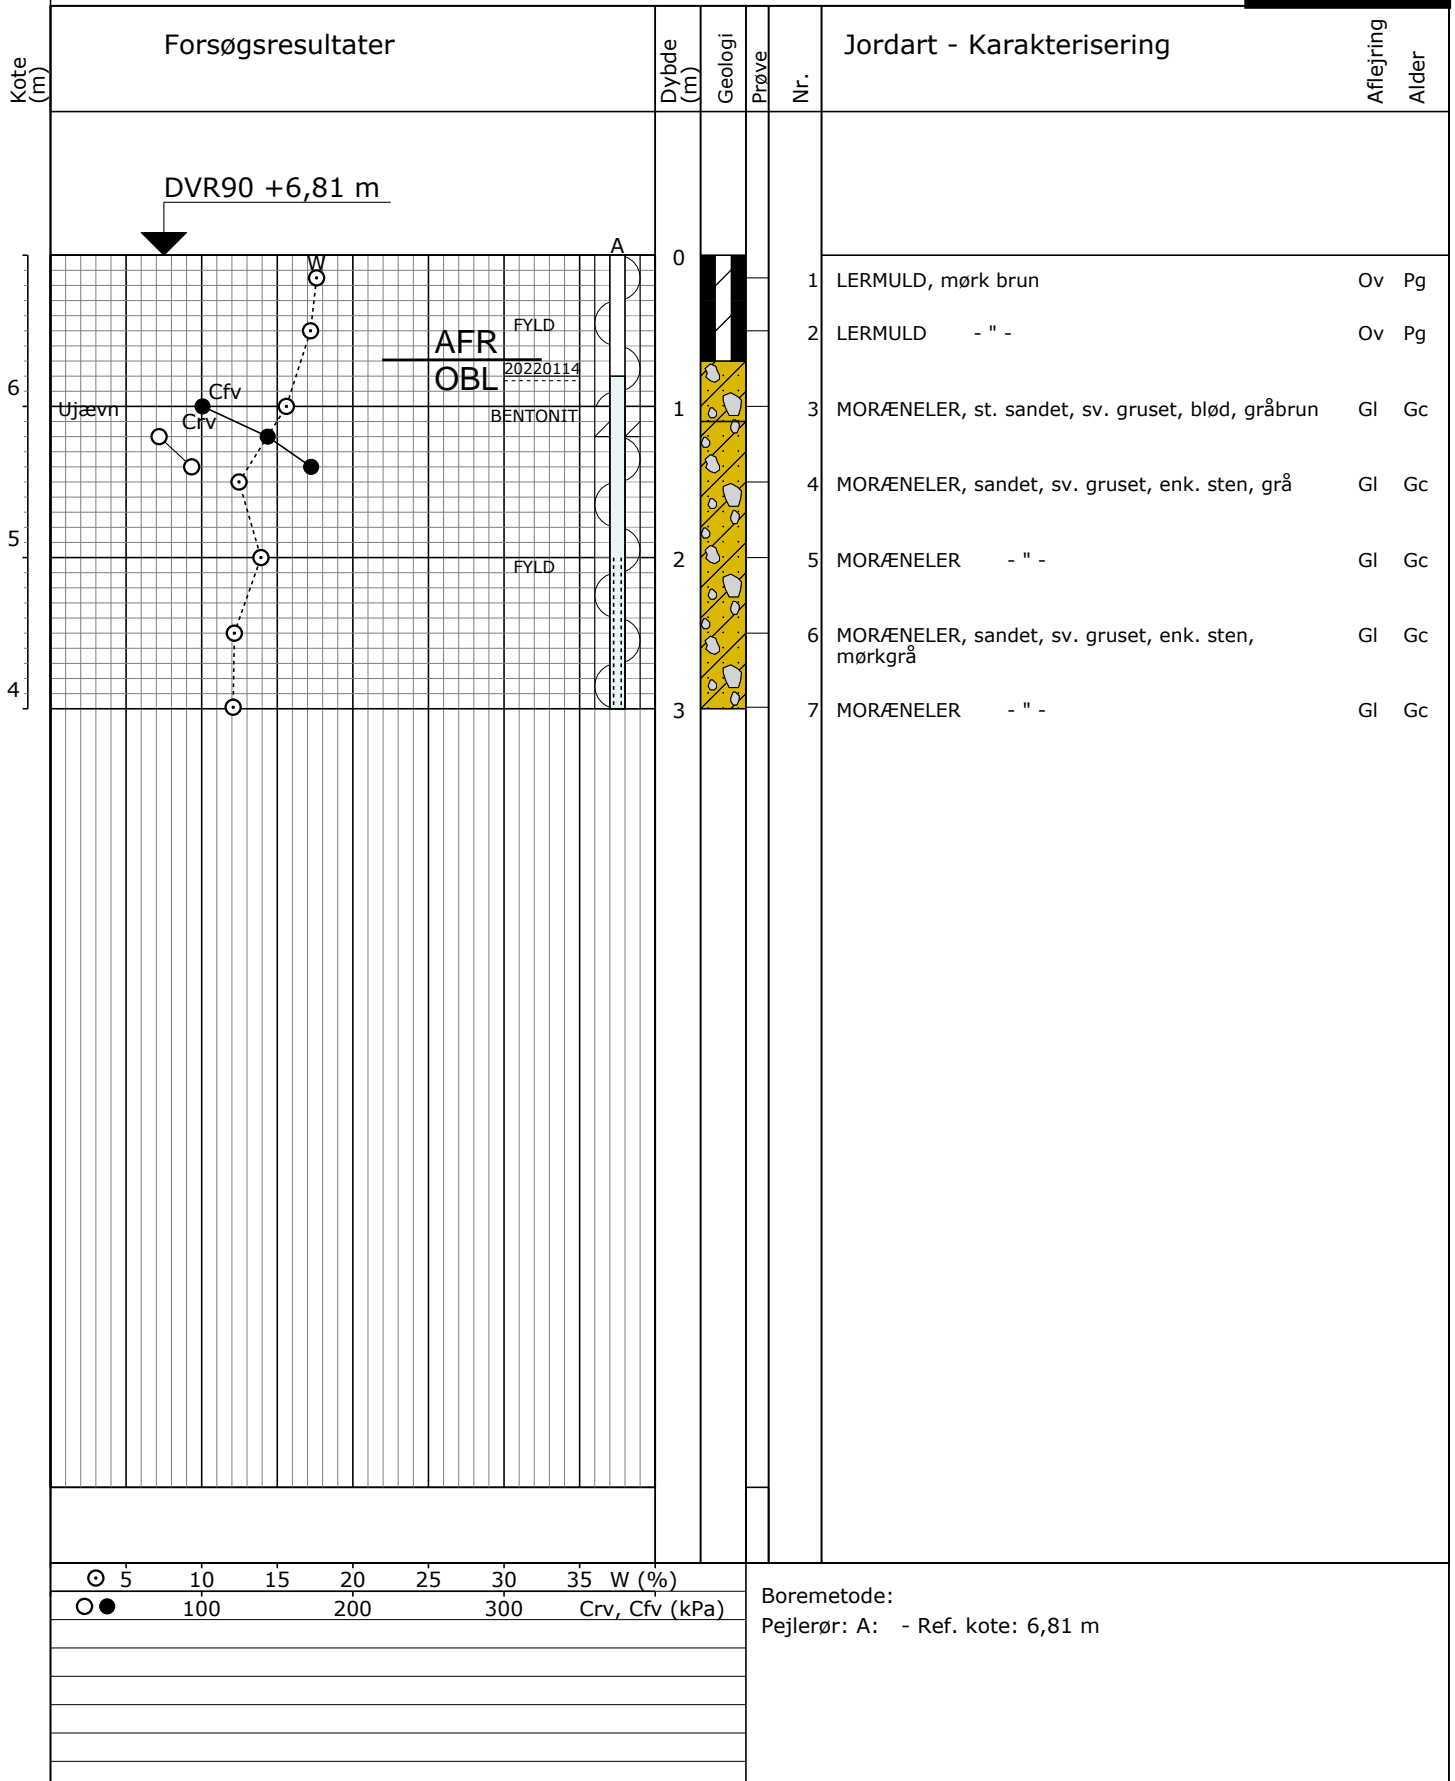 Kote (m)
Forsøgsresultater
Dybde (m)
Geologi
Prøve
Nr.
Jordart - Karakterisering
Aflejring
Alder
DVR90 +6,81 m
A
0
W
1 LERMULD, mørk brun Ov Pg
FYLD
2 LERMULD - " - Ov Pg
AFR
OBL
20220114
6
Cfv
Ujævn
Crv
BENTONIT
1
3 MORÆNELER, st. sandet, sv. gruset, blød, gråbrun Gl Gc
4 MORÆNELER, sandet, sv. gruset, enk. sten, grå Gl Gc
5
FYLD
2
5 MORÆNELER - " - Gl Gc
6 MORÆNELER, sandet, sv. gruset, enk. sten, Gl Gc
mørkgrå
4
3
7 MORÆNELER - " - Gl Gc
5 10 15 20 25 30 35 W (%)
100 200 300 Crv, Cfv (kPa)
Boremetode:
Pejlerør: A: - Ref. kote: 6,81 m